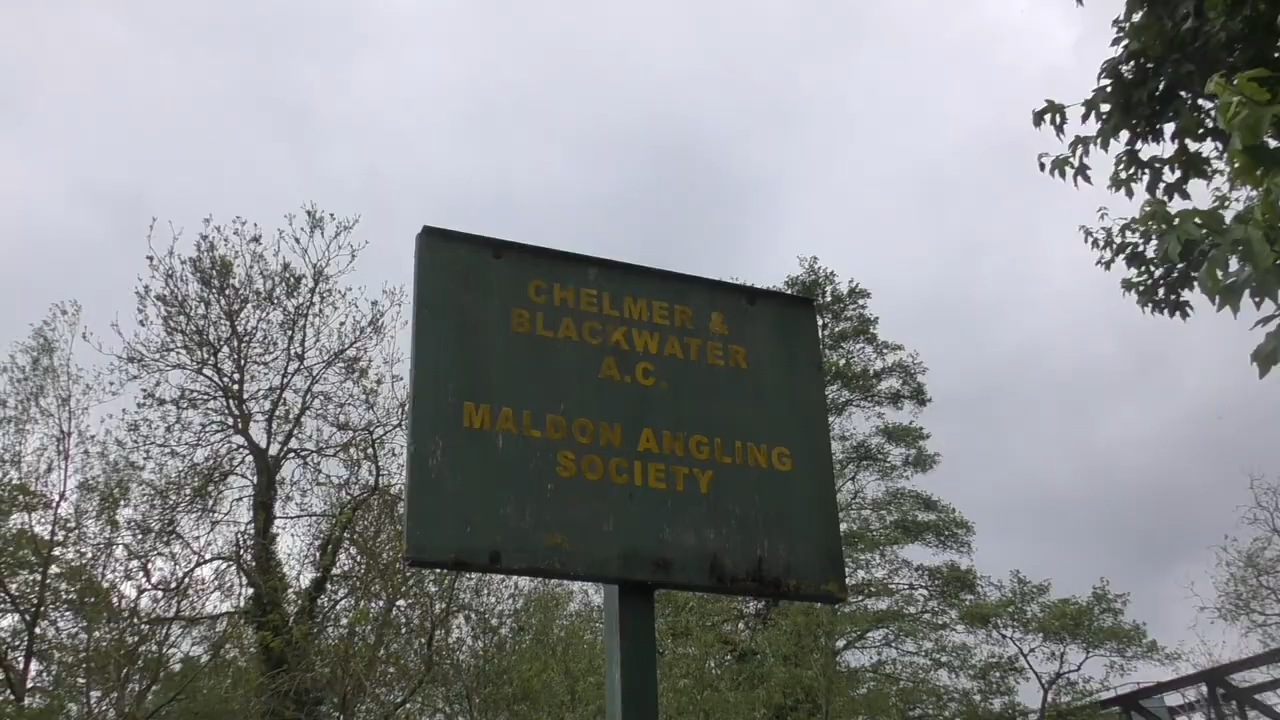 CHELMER &
BLACKWATER
A.C.
MALDON ANGLING
SOCIETY